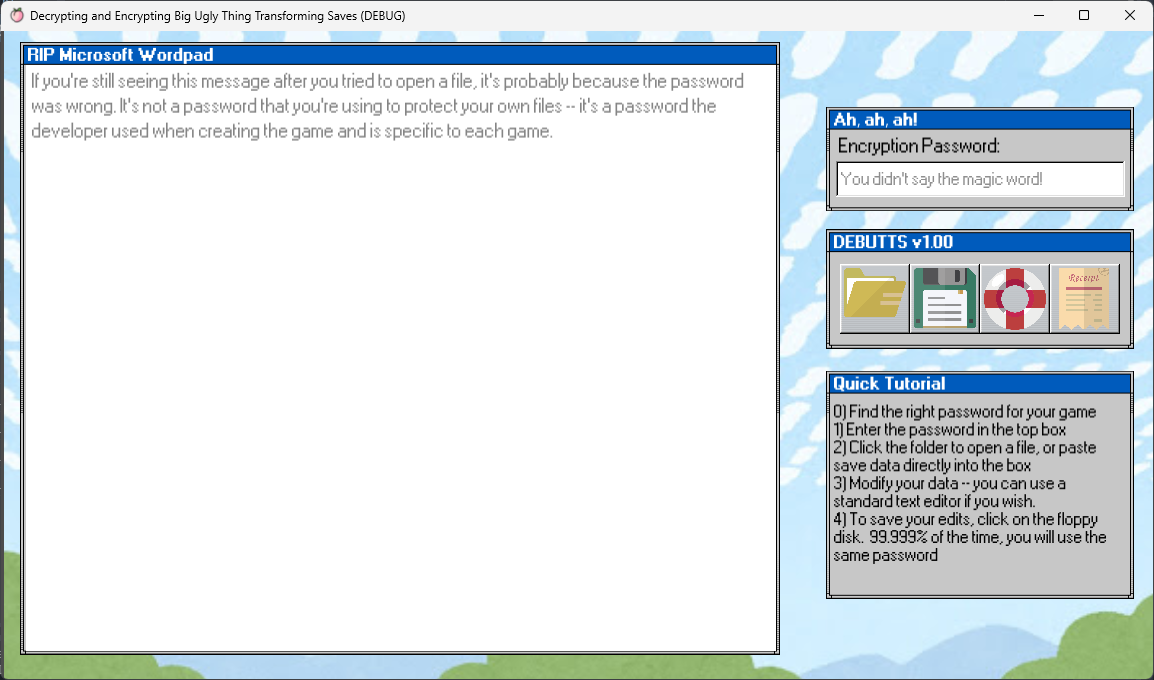 Decrypting and Encrypting Big Ugly Thing Transforming Saves (DEBUG)
RIP Microsoft Wordpad
If you're still seeing this message after you tried to open a file, it's probably because the password
was wrong. It's not a password that you're using to protect your own files -- it's a password the
developer used when creating the game and is specific to each game.
Ah, ah, ah!
Encryption Password:
You didn't say the magic word!
DEBUTTS v1.00
Receipt
Quick Tutorial
0) Find the right password for your game
1) Enter the password in the top box
2) Click the folder to open a file, or paste
save data directly into the box
3) Modify your data -- you can use a
standard text editor if you wish.
4) To save your edits, click on the floppy
disk. 99.999% of the time, you will use the
same password